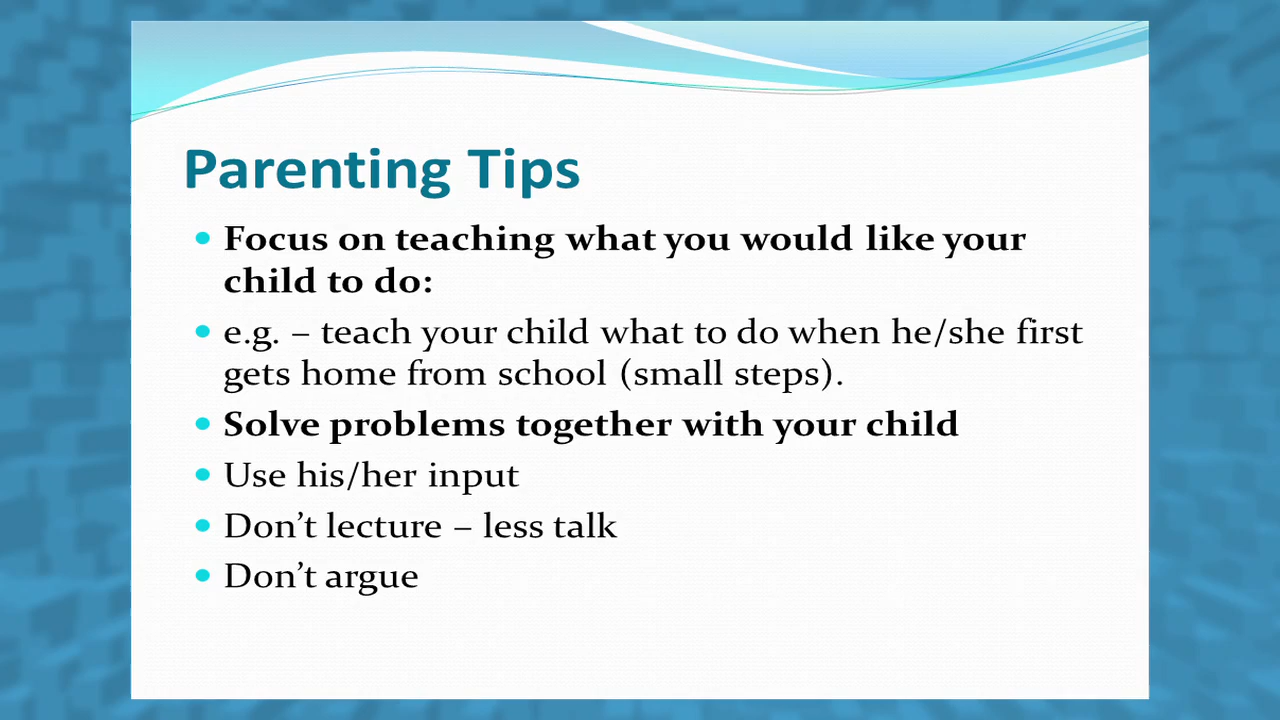 Parenting Tips
• Focus on teaching what you would like your
child to do:
• e.g. – teach your child what to do when he/she first
gets home from school (small steps).
• Solve problems together with your child
• Use his/her input
• Don’t lecture – less talk
• Don’t argue